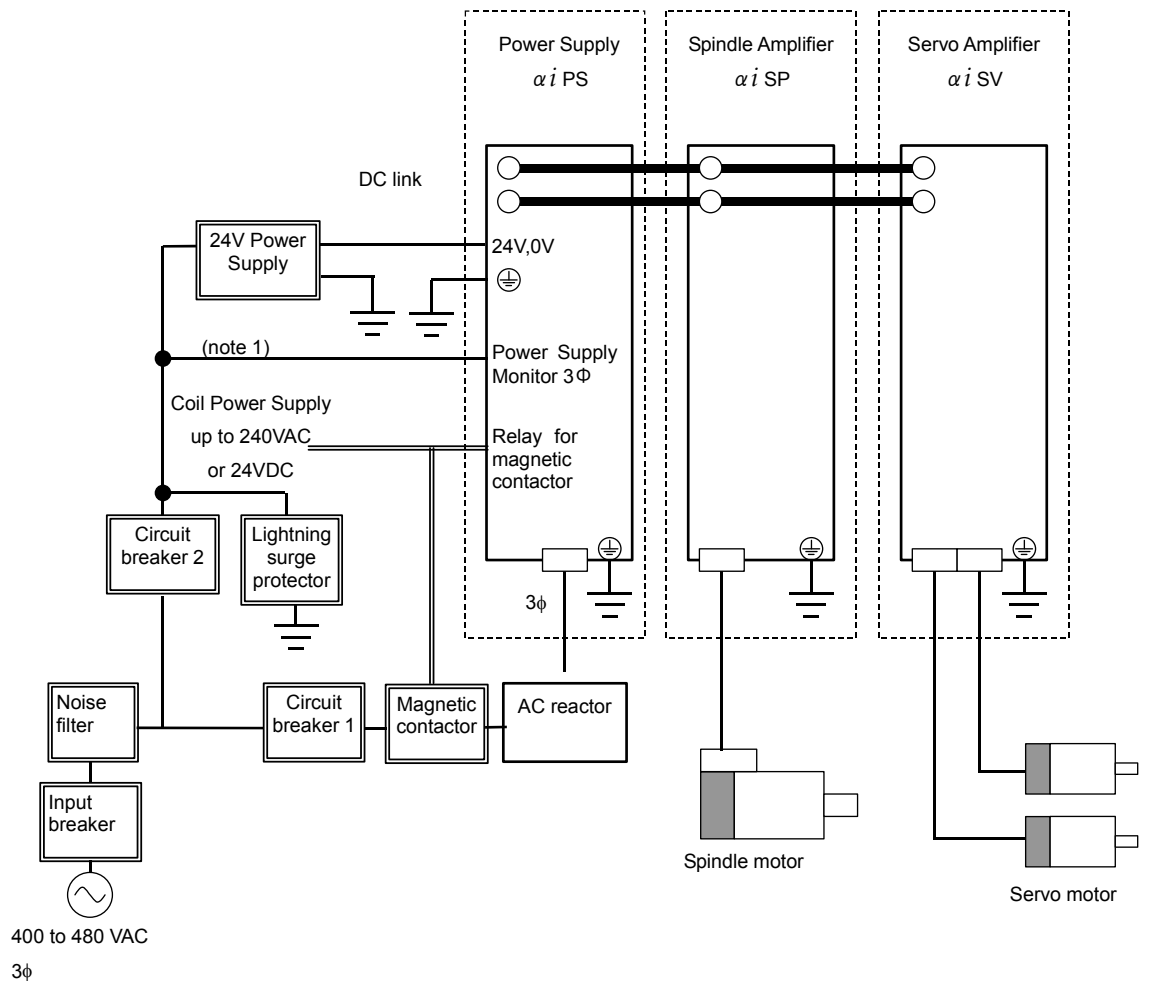 Power Supply
α i PS
Spindle Amplifier
α i SP
Servo Amplifier
α i SV
DC link
24V Power
Supply
24V,0V
(note 1)
Power Supply
Monitor 3Φ
Coil Power Supply
up to 240VAC
or 24VDC
Relay for
magnetic
contactor
Circuit
breaker 2
Lightning
surge
protector
3ϕ
Noise
filter
Circuit
breaker 1
Magnetic
contactor
AC reactor
Input
breaker
Spindle motor
Servo motor
400 to 480 VAC
3ϕ